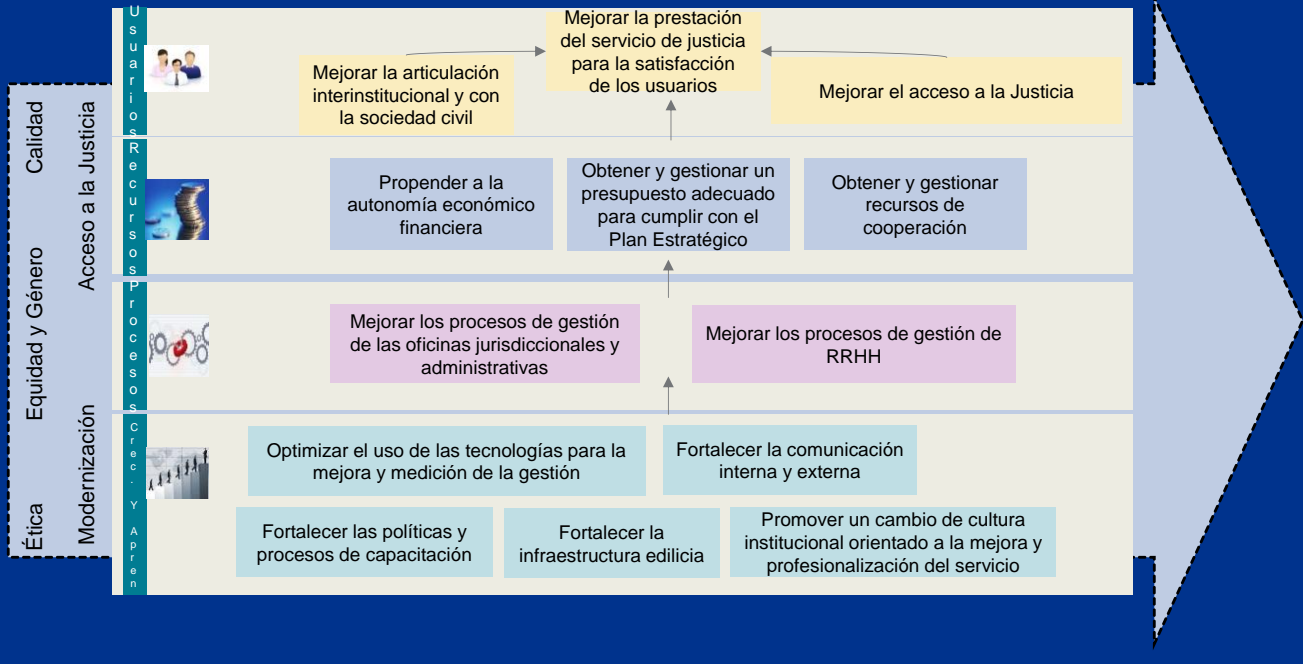 Calidad
Equidad y Género
Ética
Acceso a la Justicia
Modernización
Usuarios
Mejorar la prestación
del servicio de justicia
para la satisfacción
de los usuarios
Mejorar la articulación
interinstitucional y con
la sociedad civil
Mejorar el acceso a la Justicia
Recursos
Propender a la
autonomía económico
financiera
Obtener y gestionar un
presupuesto adecuado
para cumplir con el
Plan Estratégico
Obtener y gestionar
recursos de
cooperación
Procesos
Mejorar los procesos de gestión
de las oficinas jurisdiccionales y
administrativas
Mejorar los procesos de gestión de
RRHH
Crec. Y Apren
Optimizar el uso de las tecnologías para la
mejora y medición de la gestión
Fortalecer la comunicación
interna y externa
Fortalecer las políticas y
procesos de capacitación
Fortalecer la
infraestructura edilicia
Promover un cambio de cultura
institucional orientado a la mejora y
profesionalización del servicio